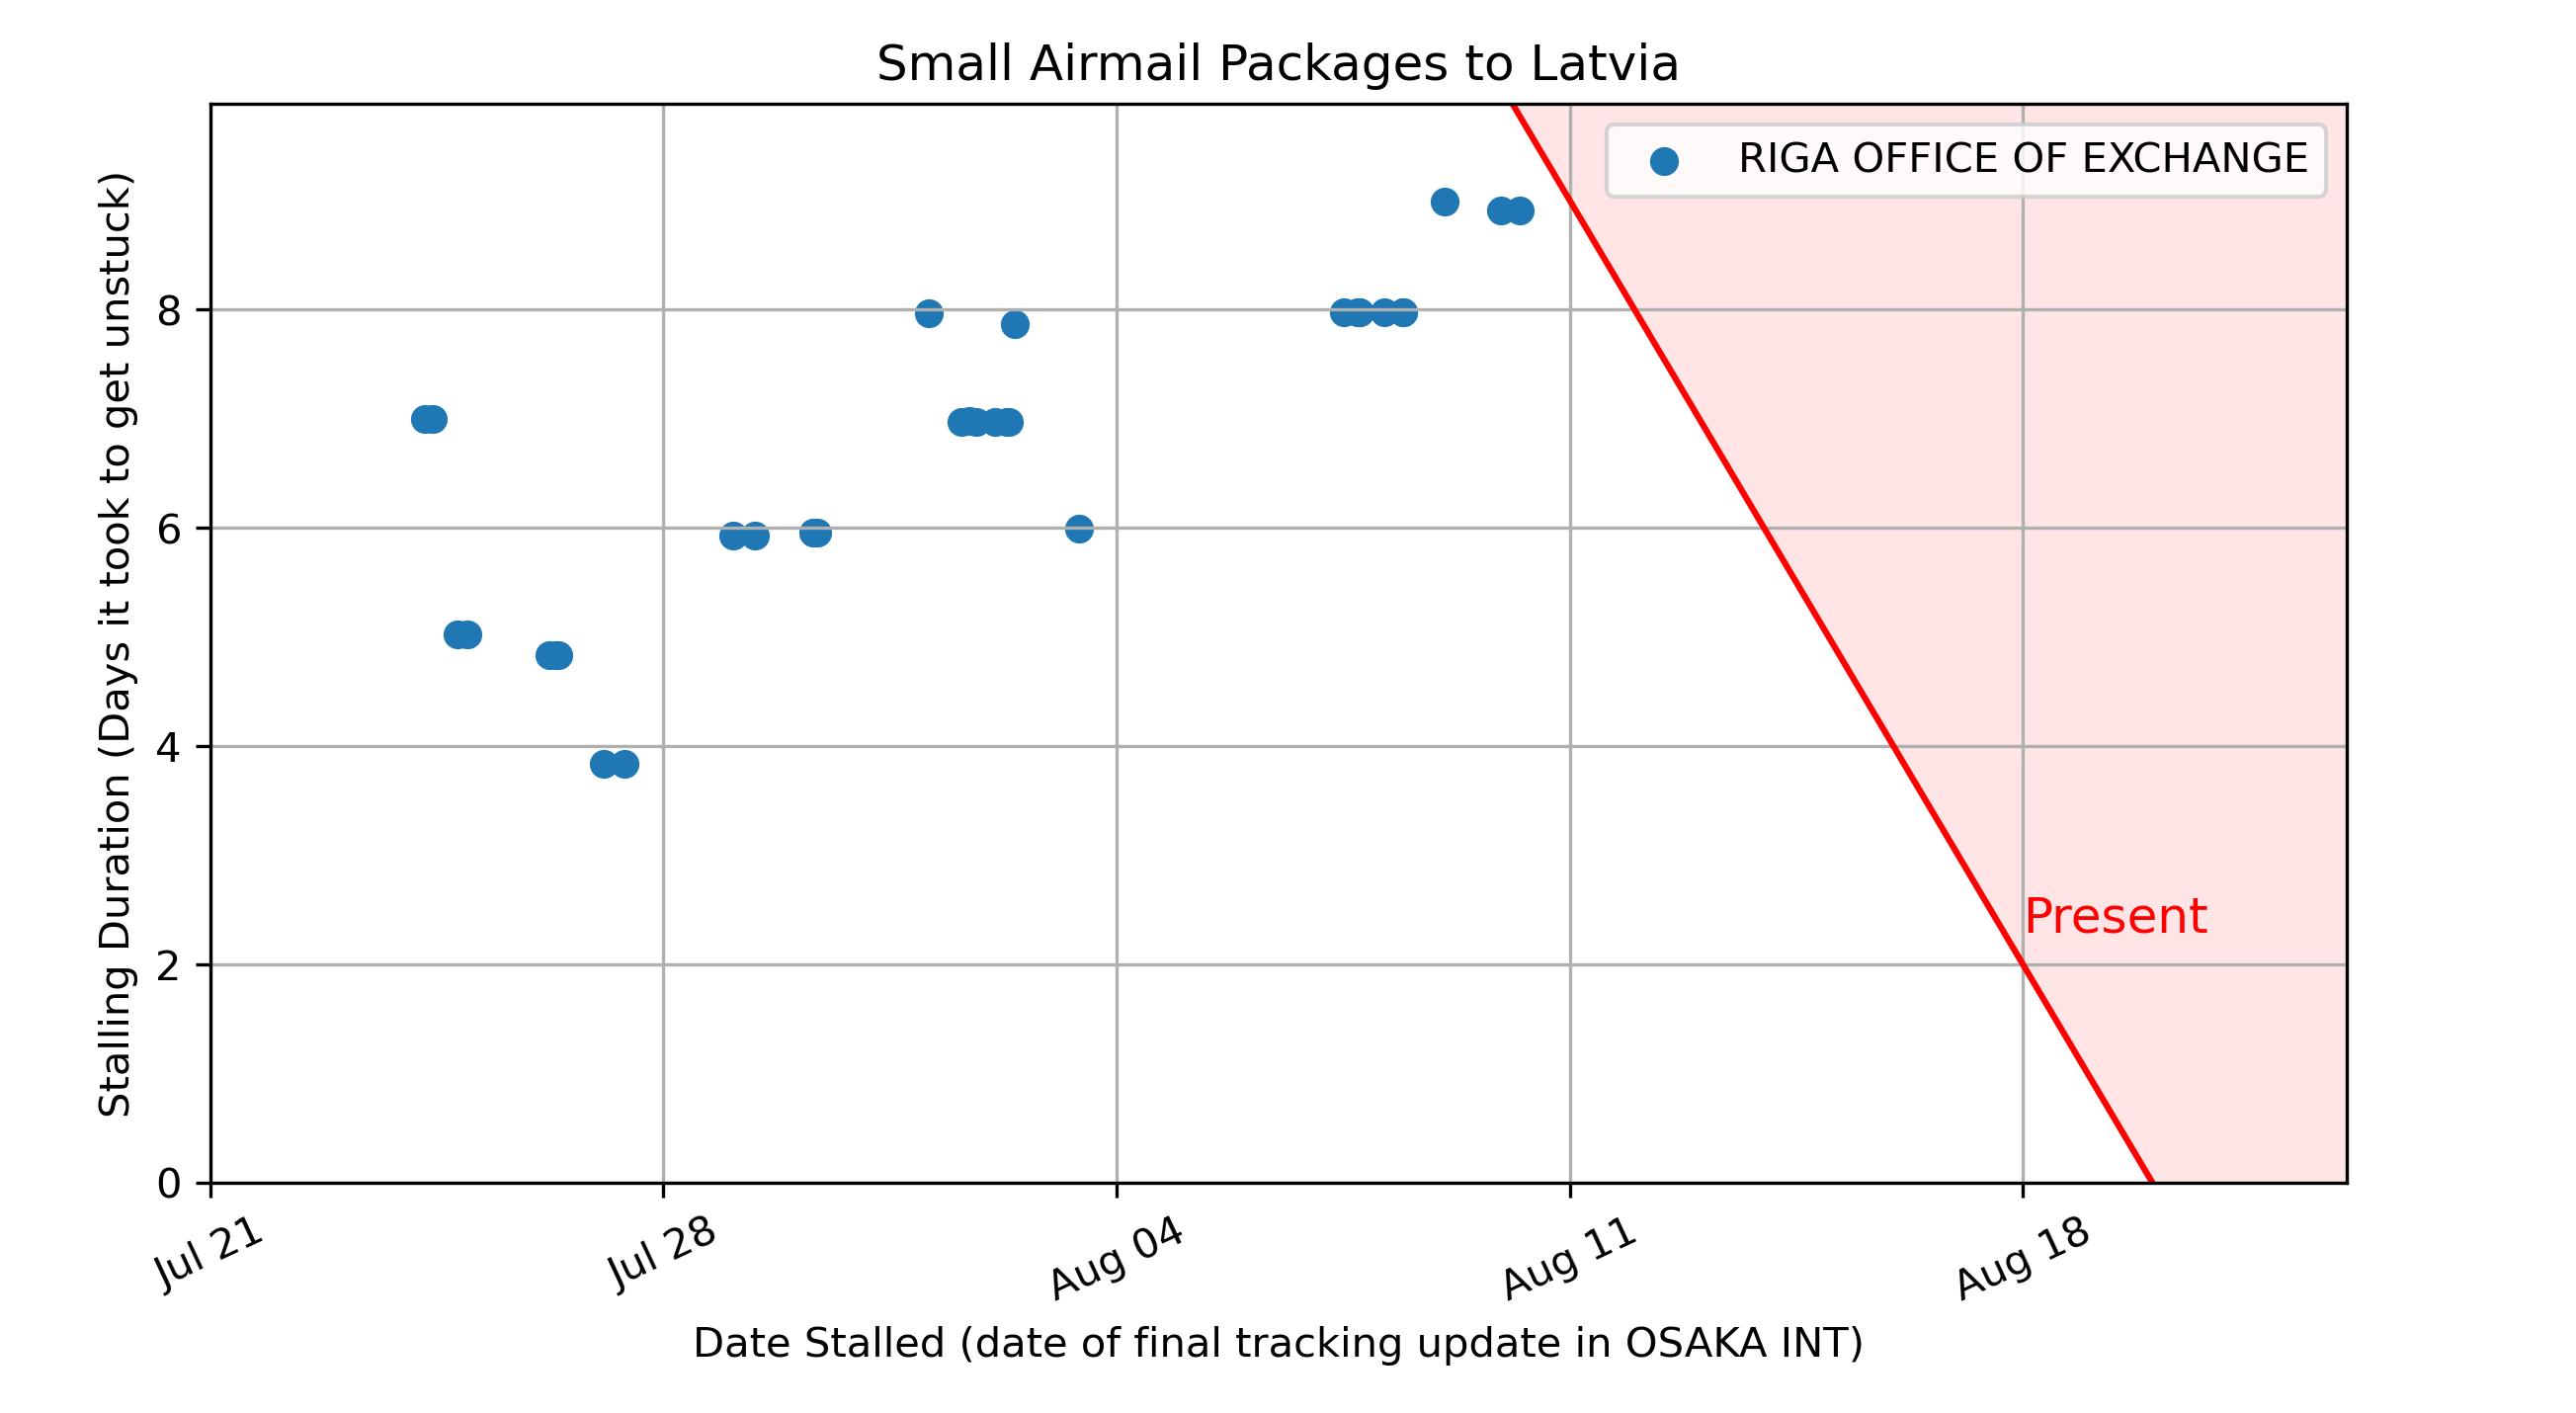 Small Airmail Packages to Latvia
RIGA OFFICE OF EXCHANGE
Stalling Duration (Days it took to get unstuck)
8
6
4
2
0
Present
Jul 21
Jul 28
Aug 04
Aug 11
Aug 18
Date Stalled (date of final tracking update in OSAKA INT)